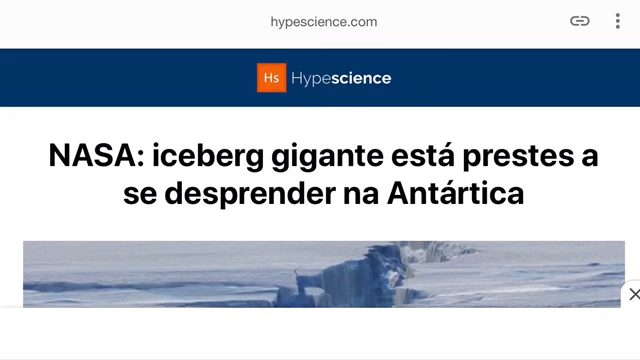 hypescience.com
Hs Hypescience
NASA: iceberg gigante está prestes a
se desprender na Antártica